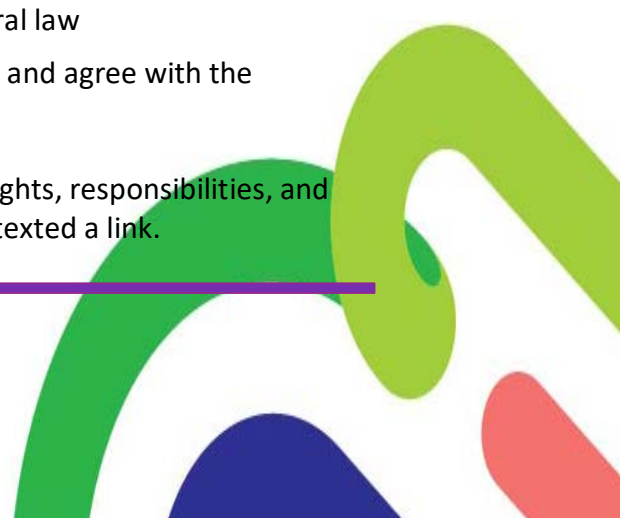 ral law
and agree with the
ghts, responsibilities, and
texted a link.